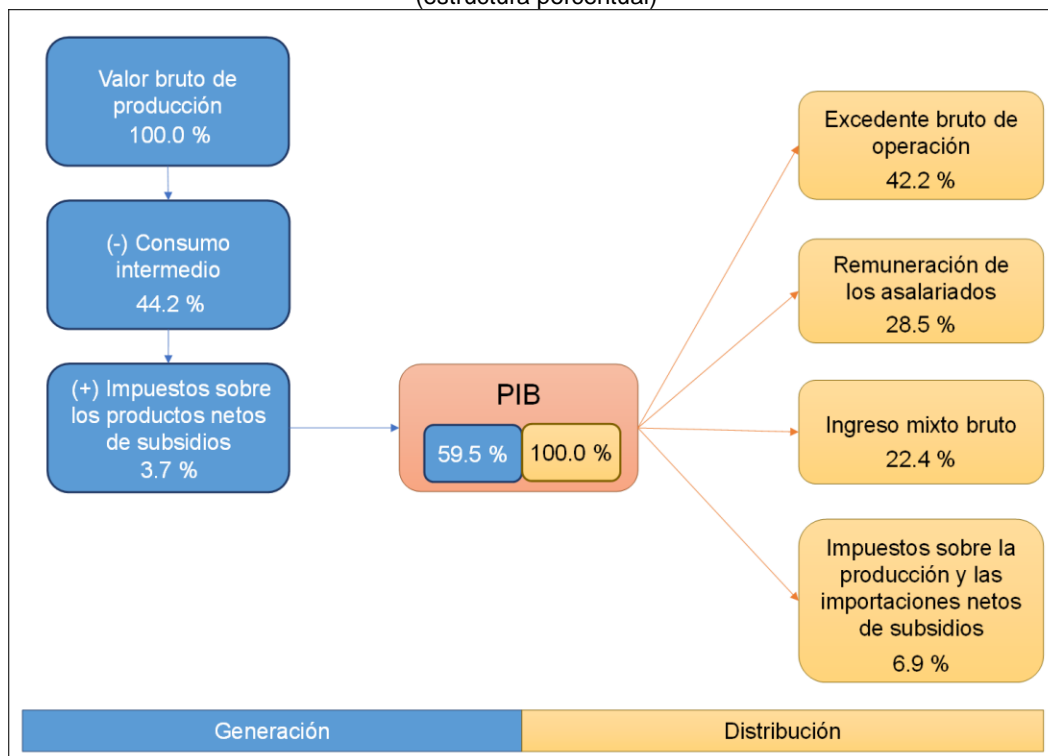 (estructura porcentual)
Valor bruto de
producción
100.0 %
(-) Consumo
intermedio
44.2 %
(+) Impuestos sobre
los productos netos
de subsidios
3.7 %
PIB
59.5 %
100.0 %
Excedente bruto de
operación
42.2 %
Remuneración de
los asalariados
28.5 %
Ingreso mixto bruto
22.4 %
Impuestos sobre la
producción y las
importaciones netos
de subsidios
6.9 %
Generación
Distribución